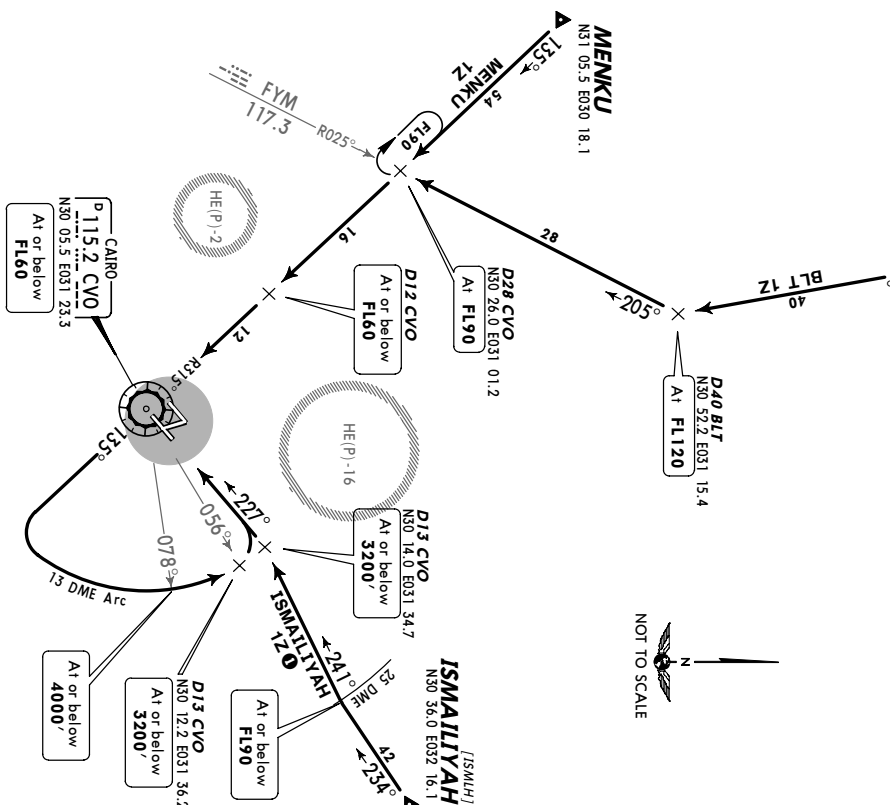 MENKU
N31 05.5 E030 18.1
135°
MENKU
1Z
54
FYM
117.3
R025°
FL90
HE(P)-2
16
D28 CVO
N30 26.0 E031 01.2
At FL90
28
205°
BLT 1Z
40
D40 BLT
N30 52.2 E031 15.4
At FL120
D12 CVO
At or below
FL60
12
R315°
CAIRO
D 115.2 CVO
N30 05.5 E031 23.3
At or below
FL60
HE(P)-16
135°
227°
056°
078°
13 DME Arc
D13 CVO
N30 14.0 E031 34.7
At or below
3200'
ISMAILIYAH
1Z 1
241°
25 DME
42
234°
[ISMLH]
ISMAILIYAH
N30 36.0 E032 16.1
At or below
FL90
D13 CVO
N30 12.2 E031 36.2
At or below
3200'
At or below
4000'
N
NOT TO SCALE